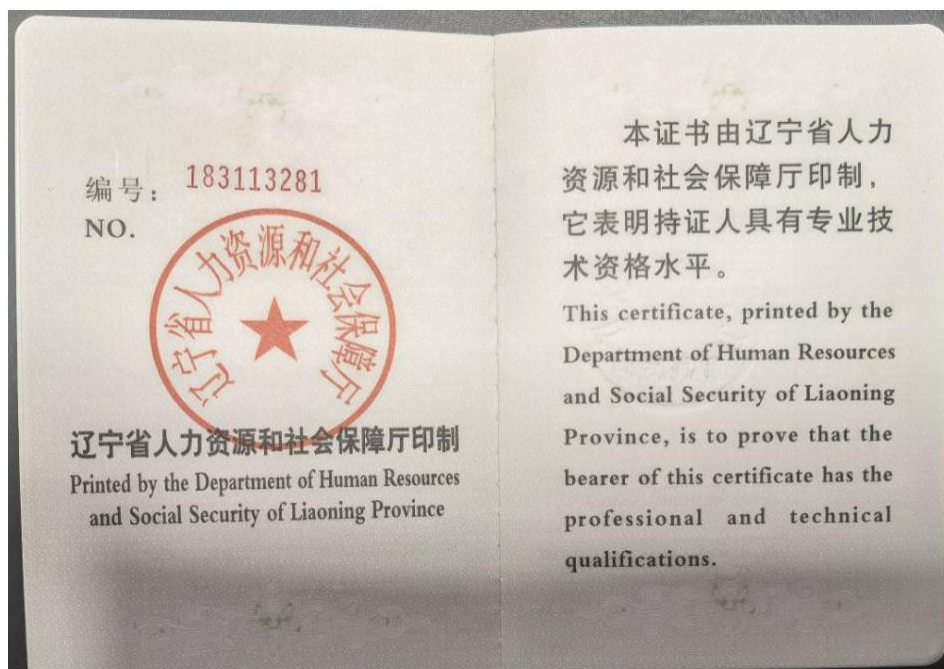 编号：183113281
NO.
辽宁省人力资源和社会保障厅
辽宁省人力资源和社会保障厅印制
Printed by the Department of Human Resources
and Social Security of Liaoning Province
本证书由辽宁省人力
资源和社会保障厅印制，
它表明持证人具有专业技
术资格水平。
This certificate, printed by the
Department of Human Resources
and Social Security of Liaoning
Province, is to prove that the
bearer of this certificate has the
professional and technical
qualifications.